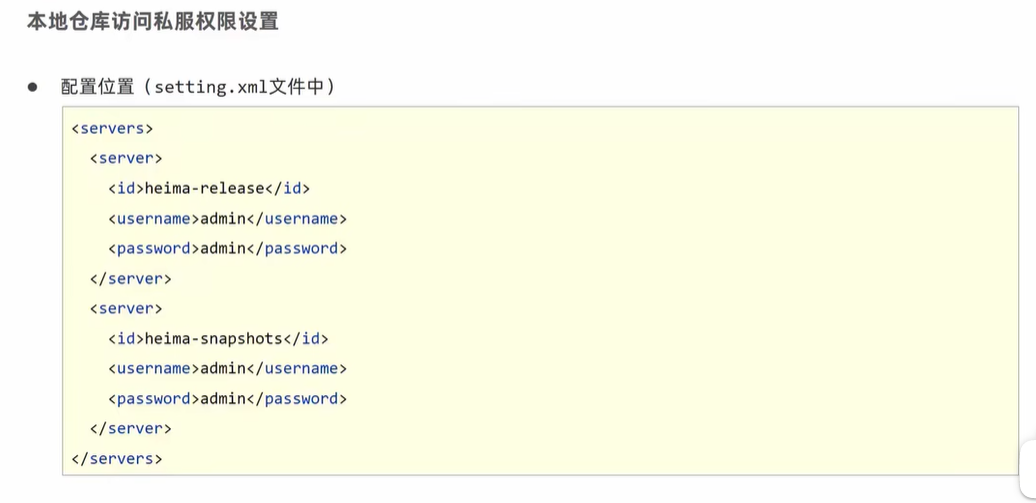 本地仓库访问私服权限设置
● 配置位置（setting.xml文件中）
<servers>
<server>
<id>heima-release</id>
<username>admin</username>
<password>admin</password>
</server>
<server>
<id>heima-snapshots</id>
<username>admin</username>
<password>admin</password>
</server>
</servers>